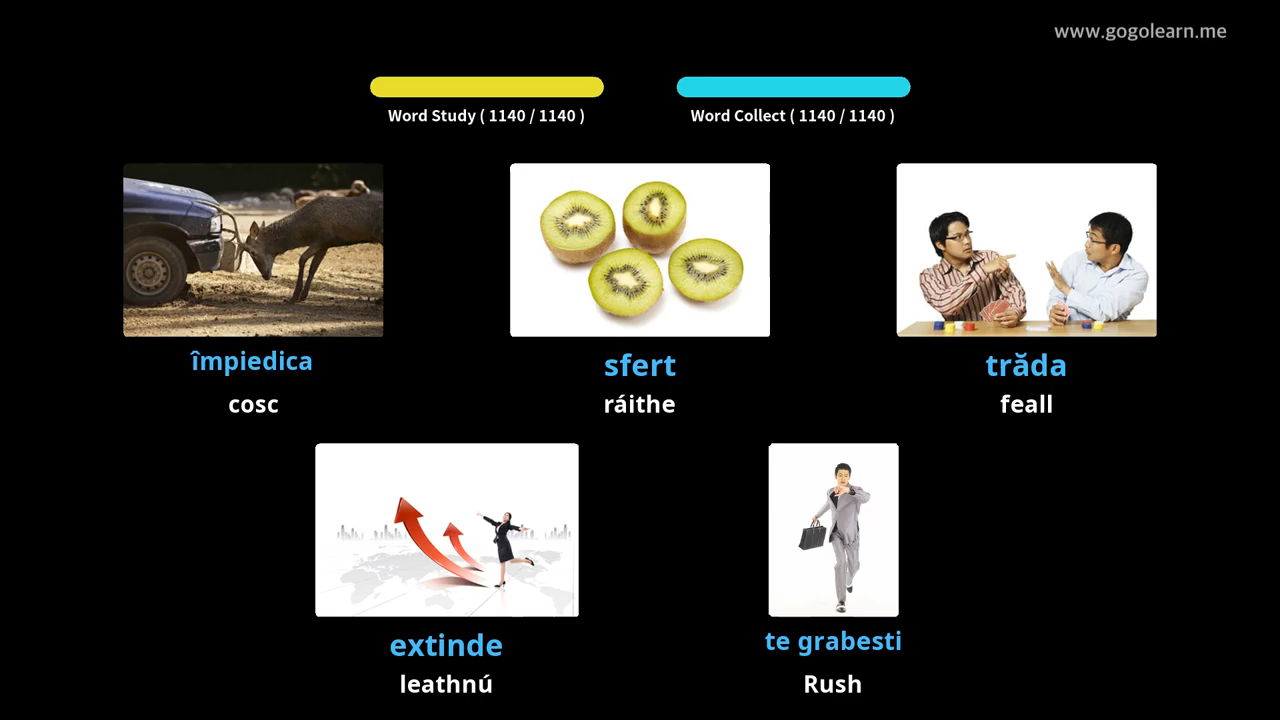 www.gogolearn.me
Word Study ( 1140 / 1140 )
Word Collect ( 1140 / 1140 )
împiedica
cosc
sfert
ráithe
trăda
feall
extinde
leathnú
te grabesti
Rush